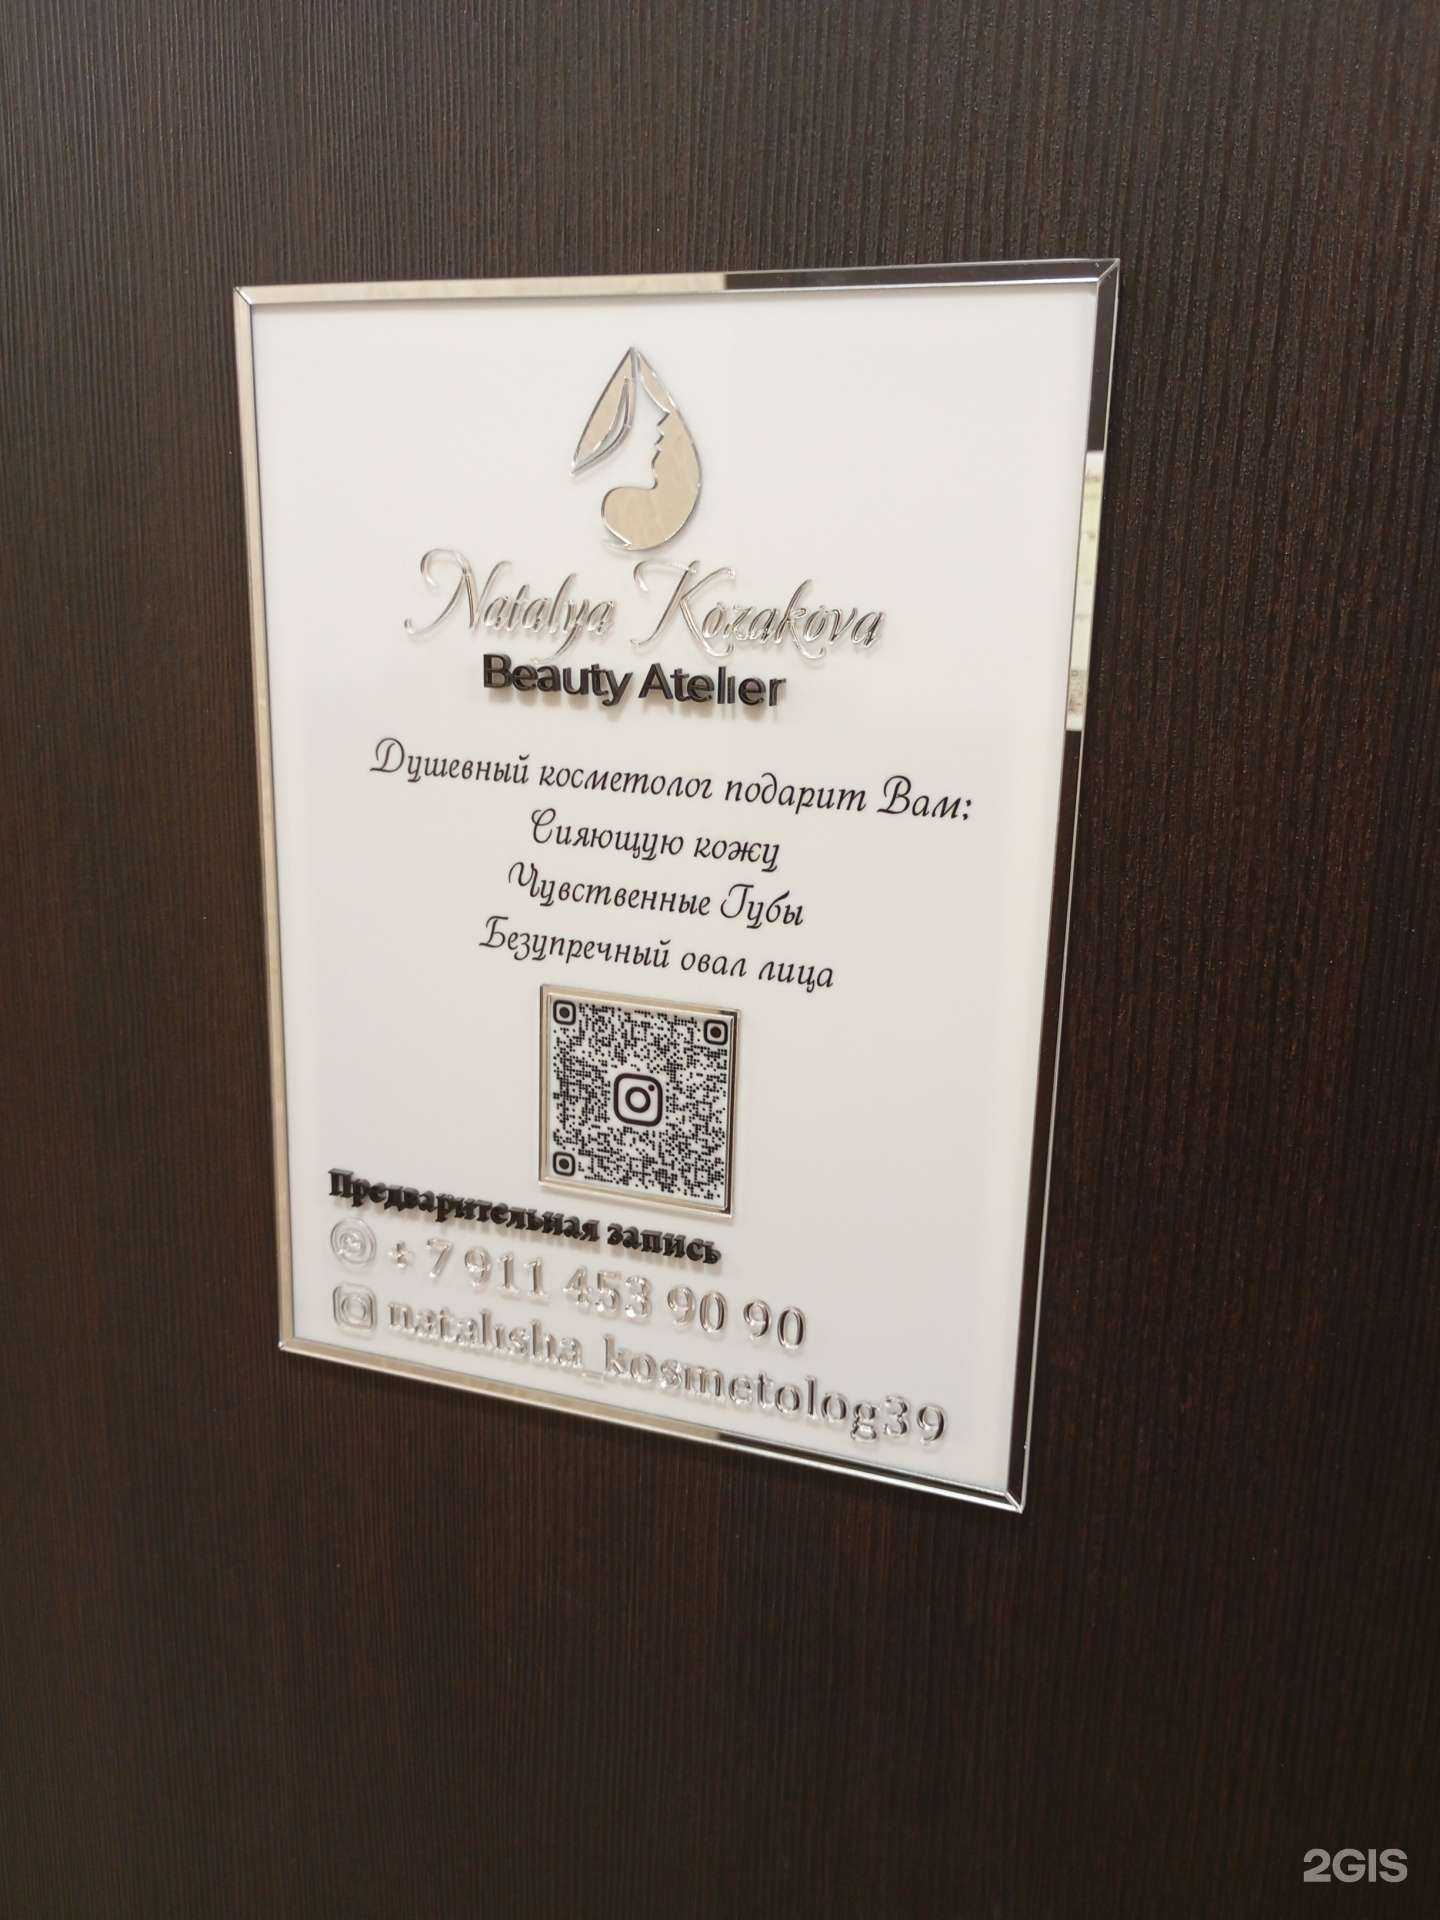 Natalya Kozakova
Beauty Atelier
Душевный косметолог подарит Вам:
Сияющую кожу
Чувственные Губы
Безупречный овал лица
Предварительная запись
+ 7 911 453 90 90
natalisha_kosmetolog39
2GIS